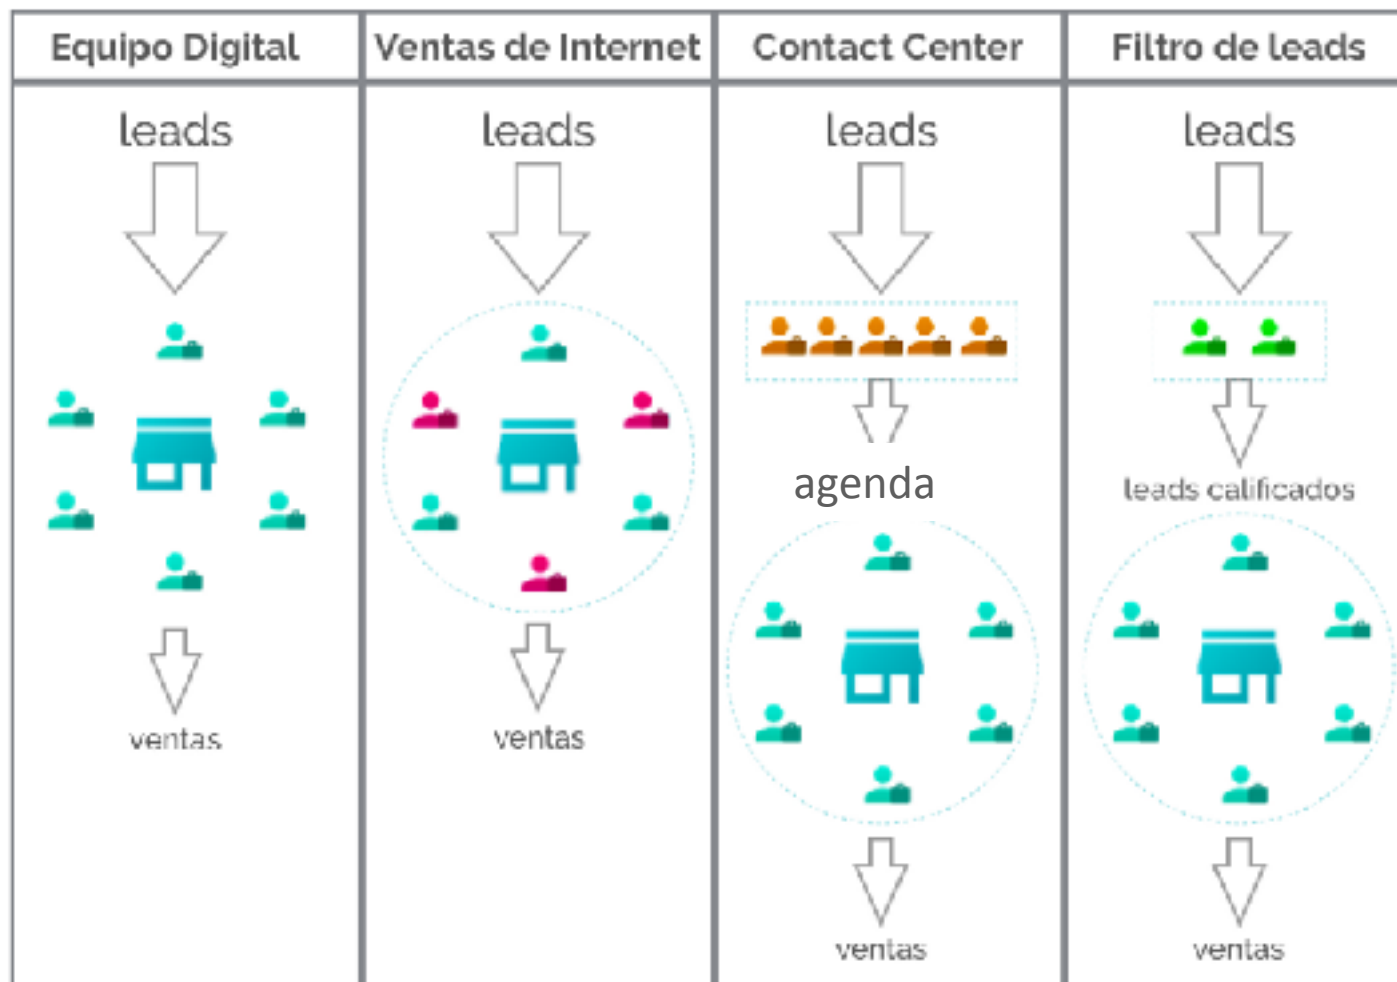 Equipo Digital
Ventas de Internet
Contact Center
Filtro de leads
leads
leads
leads
leads
agenda
leads calificados
ventas
ventas
ventas
ventas